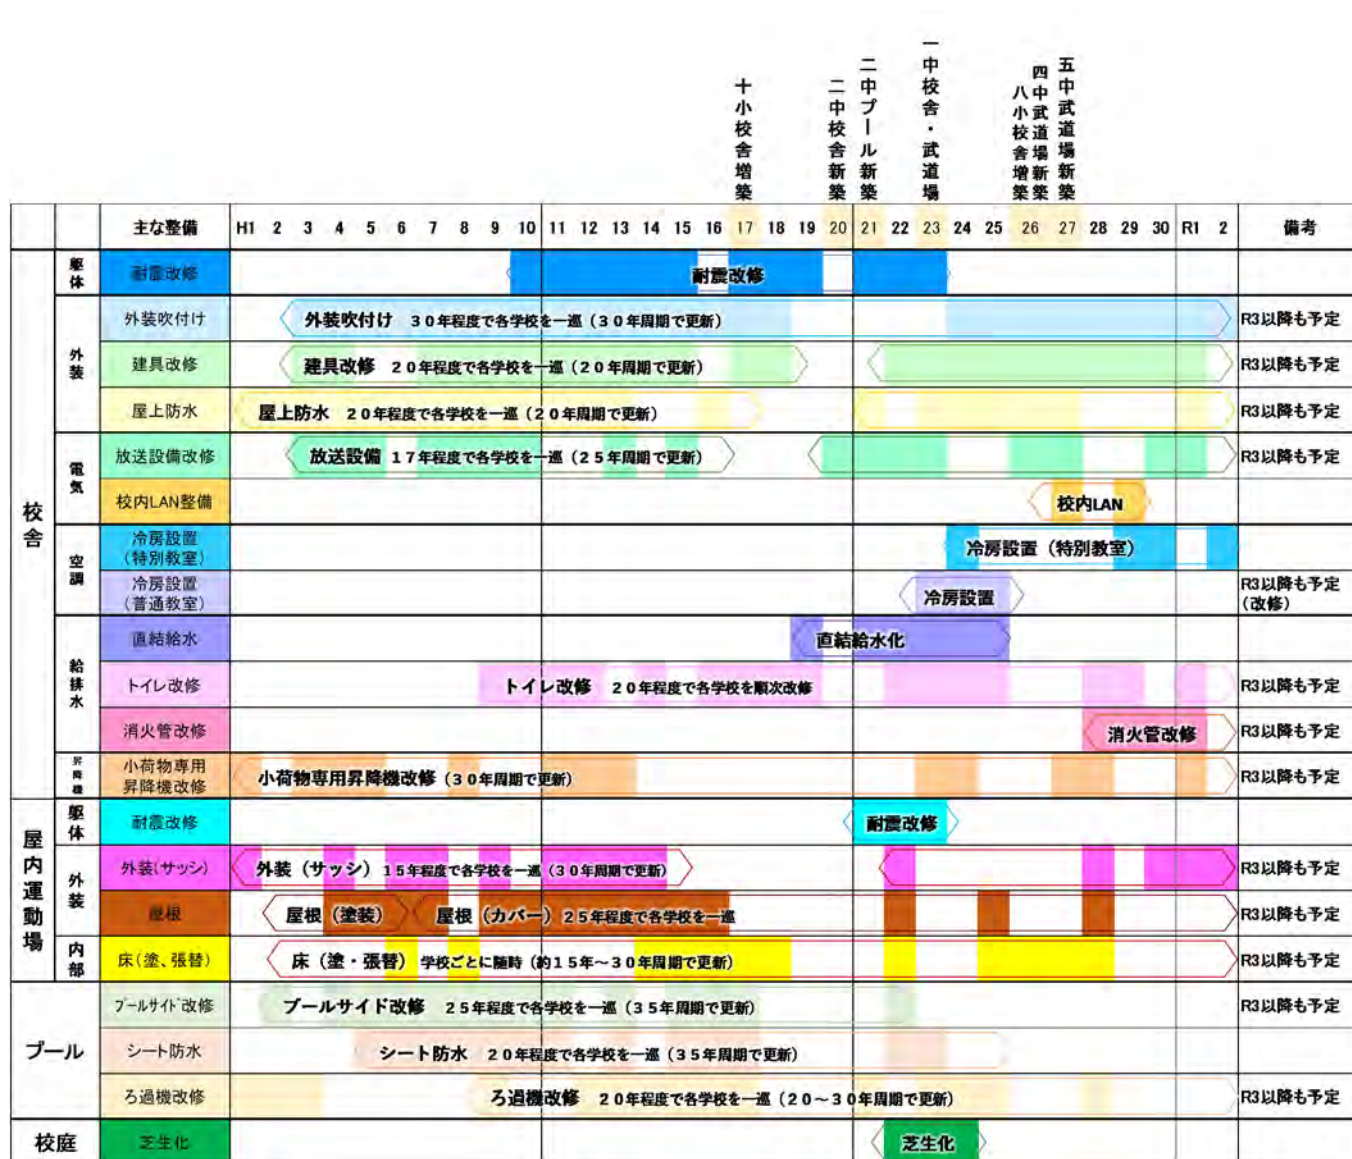 十小校舎増築
二中校舎新築
二中プール新築
一中校舎・武道場
八小校舎増築
四中武道場新築
五中武道場新築
主な整備 H1 2 3 4 5 6 7 8 9 10 11 12 13 14 15 16 17 18 19 20 21 22 23 24 25 26 27 28 29 30 R1 2 備考
校舎
躯体 耐震改修 耐震改修
外装
外装吹付け 外装吹付け 30年程度で各学校を一巡（30年周期で更新） R3以降も予定
建具改修 建具改修 20年程度で各学校を一巡（20年周期で更新） R3以降も予定
屋上防水 屋上防水 20年程度で各学校を一巡（20年周期で更新） R3以降も予定
電気
放送設備改修 放送設備 17年程度で各学校を一巡（25年周期で更新） R3以降も予定
校内LAN整備 校内LAN
空調
冷房設置
（特別教室） 冷房設置（特別教室）
冷房設置
（普通教室） 冷房設置 R3以降も予定
（改修）
給排水
直結給水 直結給水化
トイレ改修 トイレ改修 20年程度で各学校を順次改修 R3以降も予定
消火管改修 消火管改修 R3以降も予定
昇降機
小荷物専用
昇降機改修 小荷物専用昇降機改修（30年周期で更新） R3以降も予定
屋内運動場
躯体 耐震改修 耐震改修
外装
外装(サッシ) 外装（サッシ）15年程度で各学校を一巡（30年周期で更新） R3以降も予定
屋根 屋根（塗装） 屋根（カバー）25年程度で各学校を一巡 R3以降も予定
内部 床(塗、張替) 床（塗・張替）学校ごとに随時（約15年～30年周期で更新） R3以降も予定
プール
プールサイド改修 プールサイド改修 25年程度で各学校を一巡（35年周期で更新） R3以降も予定
シート防水 シート防水 20年程度で各学校を一巡（35年周期で更新）
ろ過機改修 ろ過機改修 20年程度で各学校を一巡（20～30年周期で更新） R3以降も予定
校庭 芝生化 芝生化